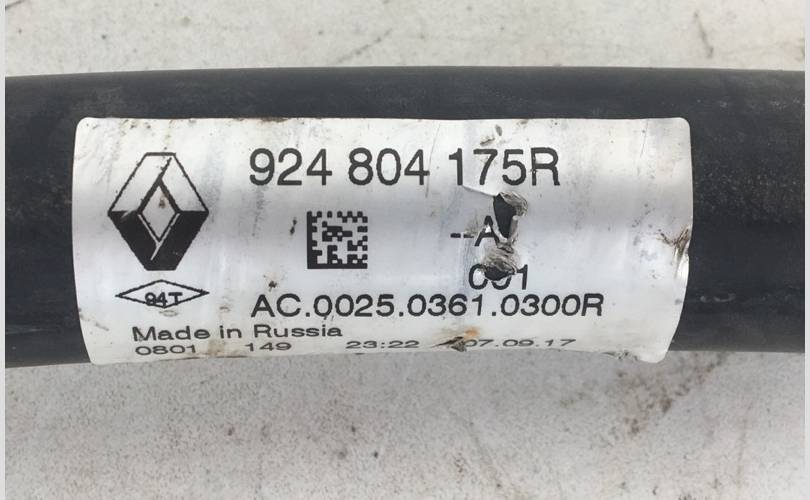 924 804 175R
--A
001
94T
AC.0025.0361.0300R
Made in Russia
0801 149 23:22 07.09.17